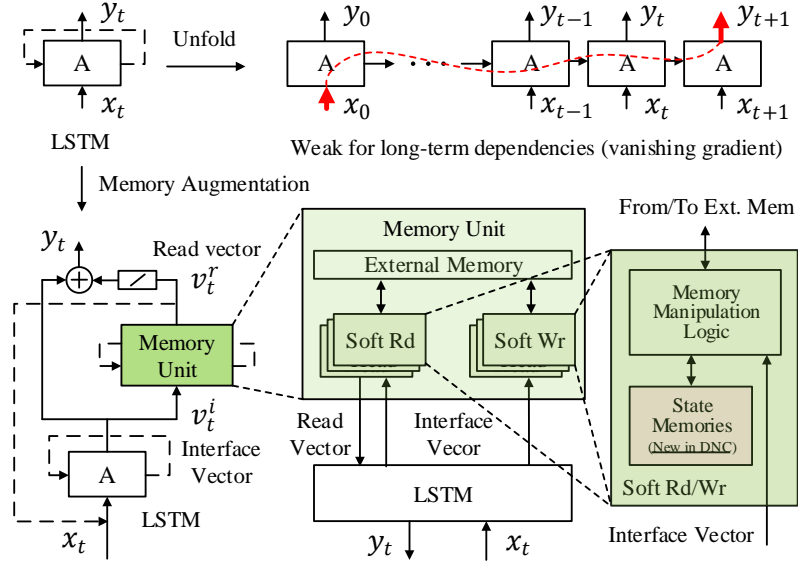 y_t
A
x_t
LSTM
Unfold
y_0
y_{t-1}
y_t
y_{t+1}
A
A
A
A
x_0
x_{t-1}
x_t
x_{t+1}
Weak for long-term dependencies (vanishing gradient)
Memory Augmentation
y_t
Read vector
v_t^r
Memory
Unit
v_t^i
Interface
Vector
A
LSTM
x_t
Memory Unit
External Memory
Soft Rd
Soft Wr
Read
Vector
Interface
Vecor
LSTM
y_t
x_t
From/To Ext. Mem
Memory
Manipulation
Logic
State
Memories
(New in DNC)
Soft Rd/Wr
Interface Vector